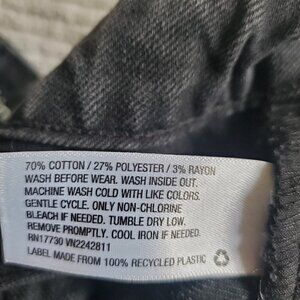 70% COTTON / 27% POLYESTER / 3% RAYON
WASH BEFORE WEAR. WASH INSIDE OUT.
MACHINE WASH COLD WITH LIKE COLORS.
GENTLE CYCLE. ONLY NON-CHLORINE
BLEACH IF NEEDED. TUMBLE DRY LOW.
REMOVE PROMPTLY. COOL IRON IF NEEDED.
RN17730 VN2242811
LABEL MADE FROM 100% RECYCLED PLASTIC